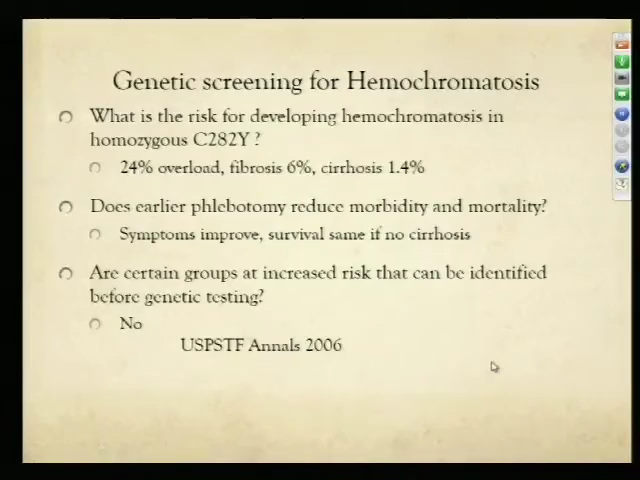 Genetic screening for Hemochromatosis
What is the risk for developing hemochromatosis in
homozygous C282Y ?
24% overload, fibrosis 6%, cirrhosis 1.4%
Does earlier phlebotomy reduce morbidity and mortality?
Symptoms improve, survival same if no cirrhosis
Are certain groups at increased risk that can be identified
before genetic testing?
No
USPSTF Annals 2006